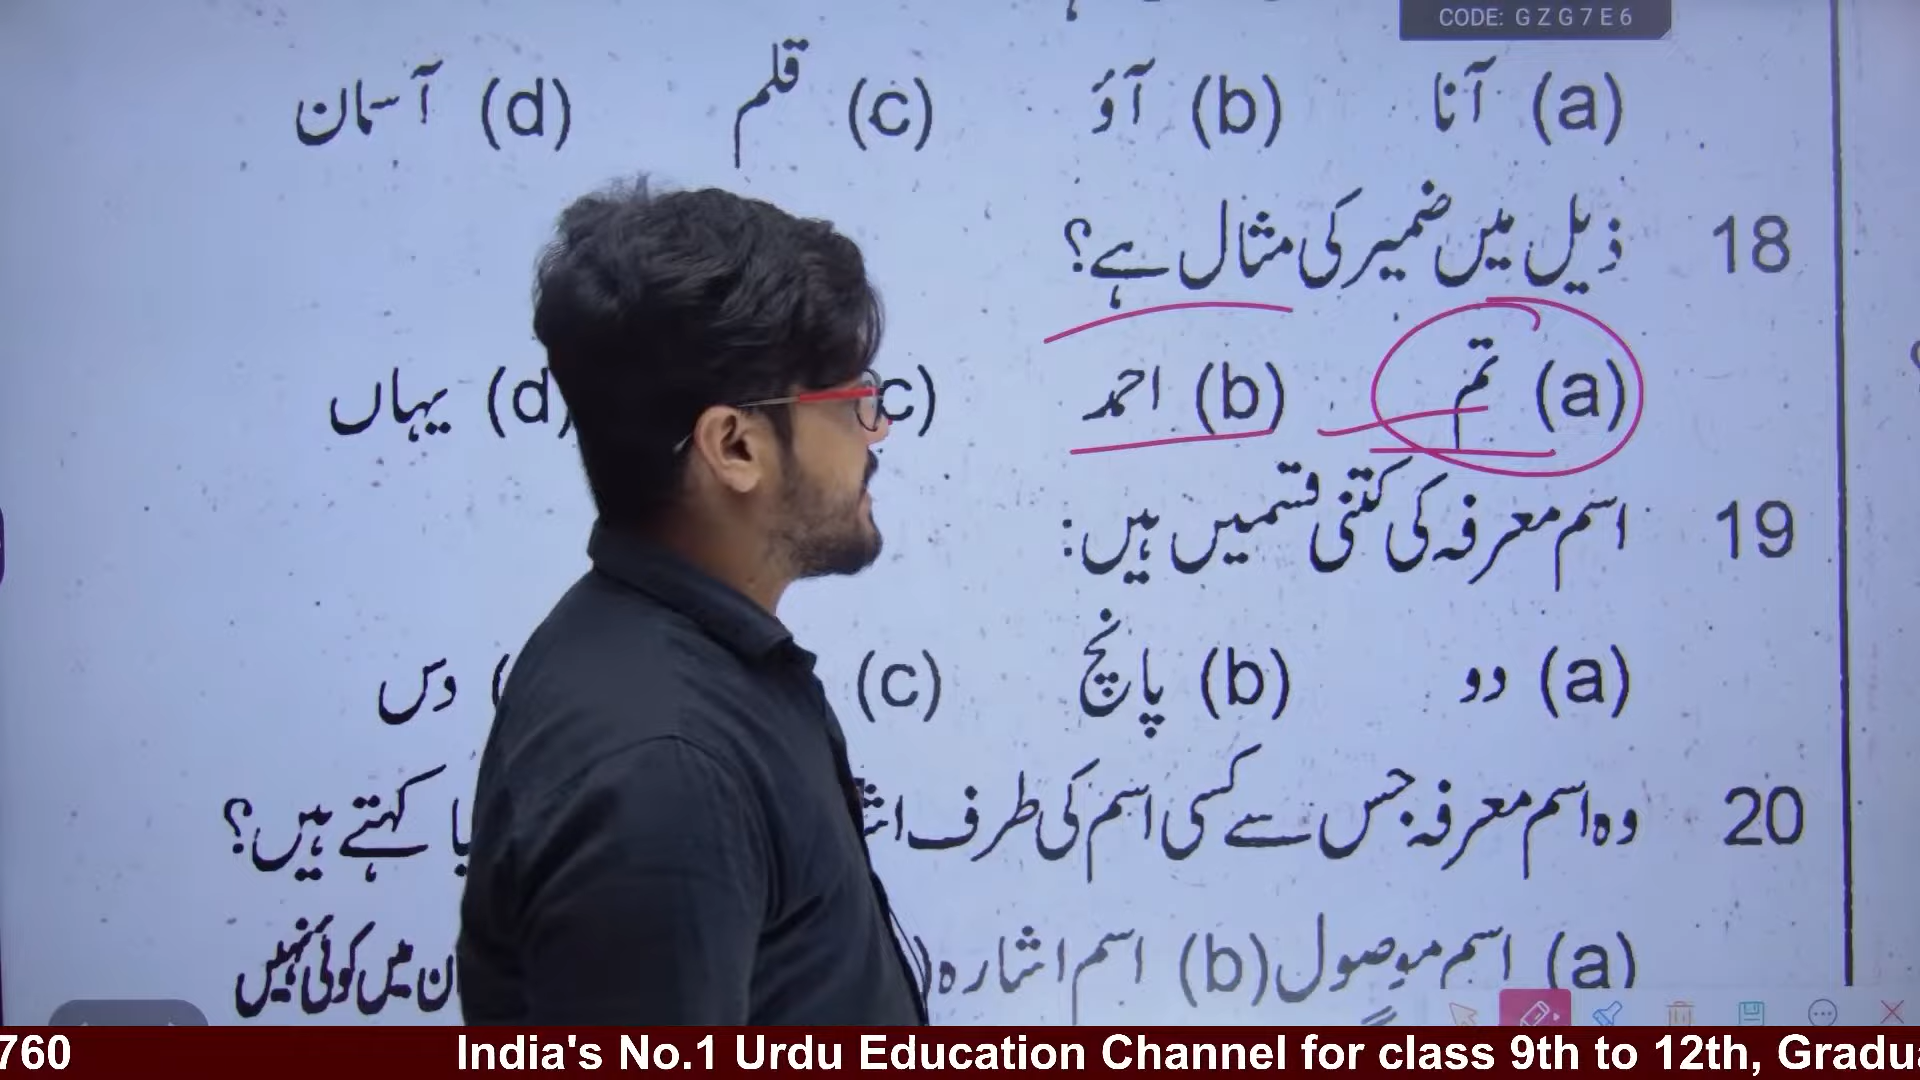 CODE: GZG7E6
(a) آنا (b) آؤ (c) قلم (d) آسمان
18 ذیل میں ضمیر کی مثال ہے؟
(a) تم (b) احمد (c) (d) یہاں
19 اسم معرفہ کی کتنی قسمیں ہیں:
(a) دو (b) پانچ (c) دس
20 وہ اسم معرفہ جس سے کسی اسم کی طرف کہتے ہیں؟
(a) اسم موصول (b) اسم اشارہ ان میں کوئی نہیں
760 India's No.1 Urdu Education Channel for class 9th to 12th,